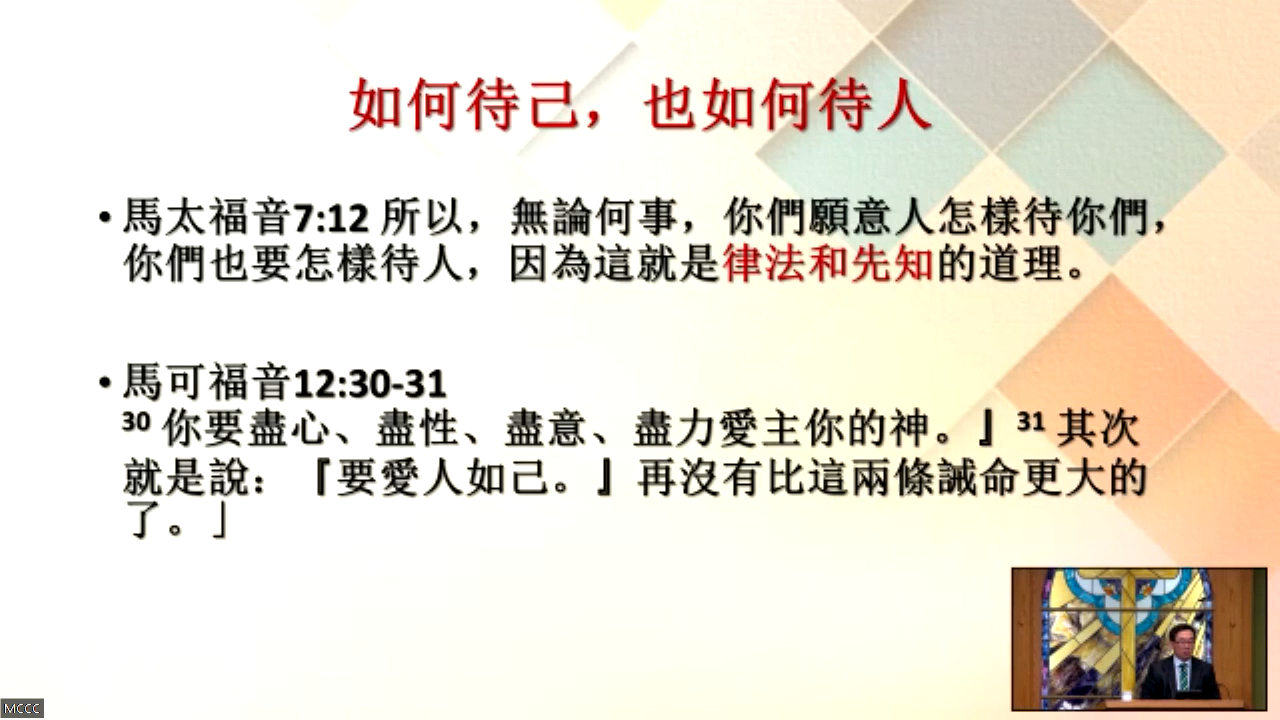 如何待己，也如何待人
• 馬太福音7:12 所以，無論何事，你們願意人怎樣待你們，
你們也要怎樣待人，因為這就是律法和先知的道理。
• 馬可福音12:30-31
30 你要盡心、盡性、盡意、盡力愛主你的神。』31 其次
就是說：『要愛人如己。』再沒有比這兩條誡命更大的
了。」
MCCC